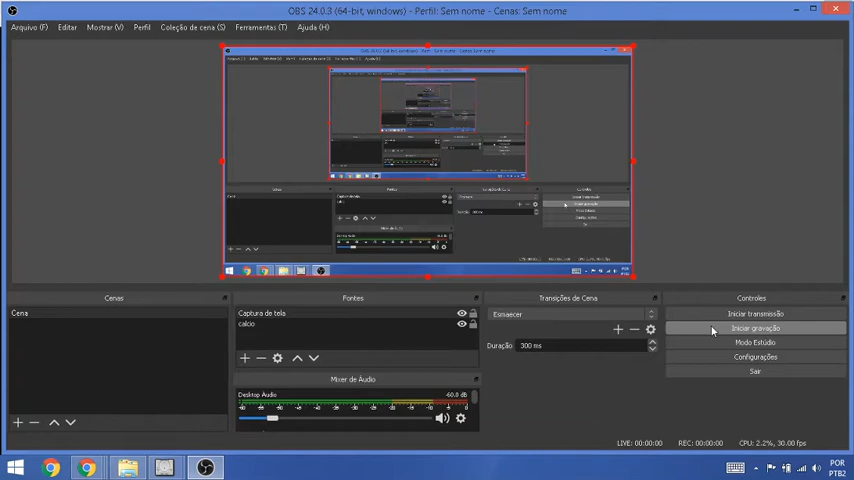 OBS 24.0.3 (64-bit, windows) - Perfil: Sem nome - Cenas: Sem nome
Arquivo (F) Editar Mostrar (V) Perfil Coleção de cena (S) Ferramentas (T) Ajuda (H)
Cenas Fontes Transições de Cena Controles
Cena
Captura de tela
calcio
Esmaecer
Duração 300 ms
Iniciar transmissão
Iniciar gravação
Modo Estúdio
Configurações
Sair
Mixer de Áudio
Desktop Áudio -60.0 dB
LIVE: 00:00:00 REC: 00:00:00 CPU: 2.2%, 30.00 fps
POR
PTB2